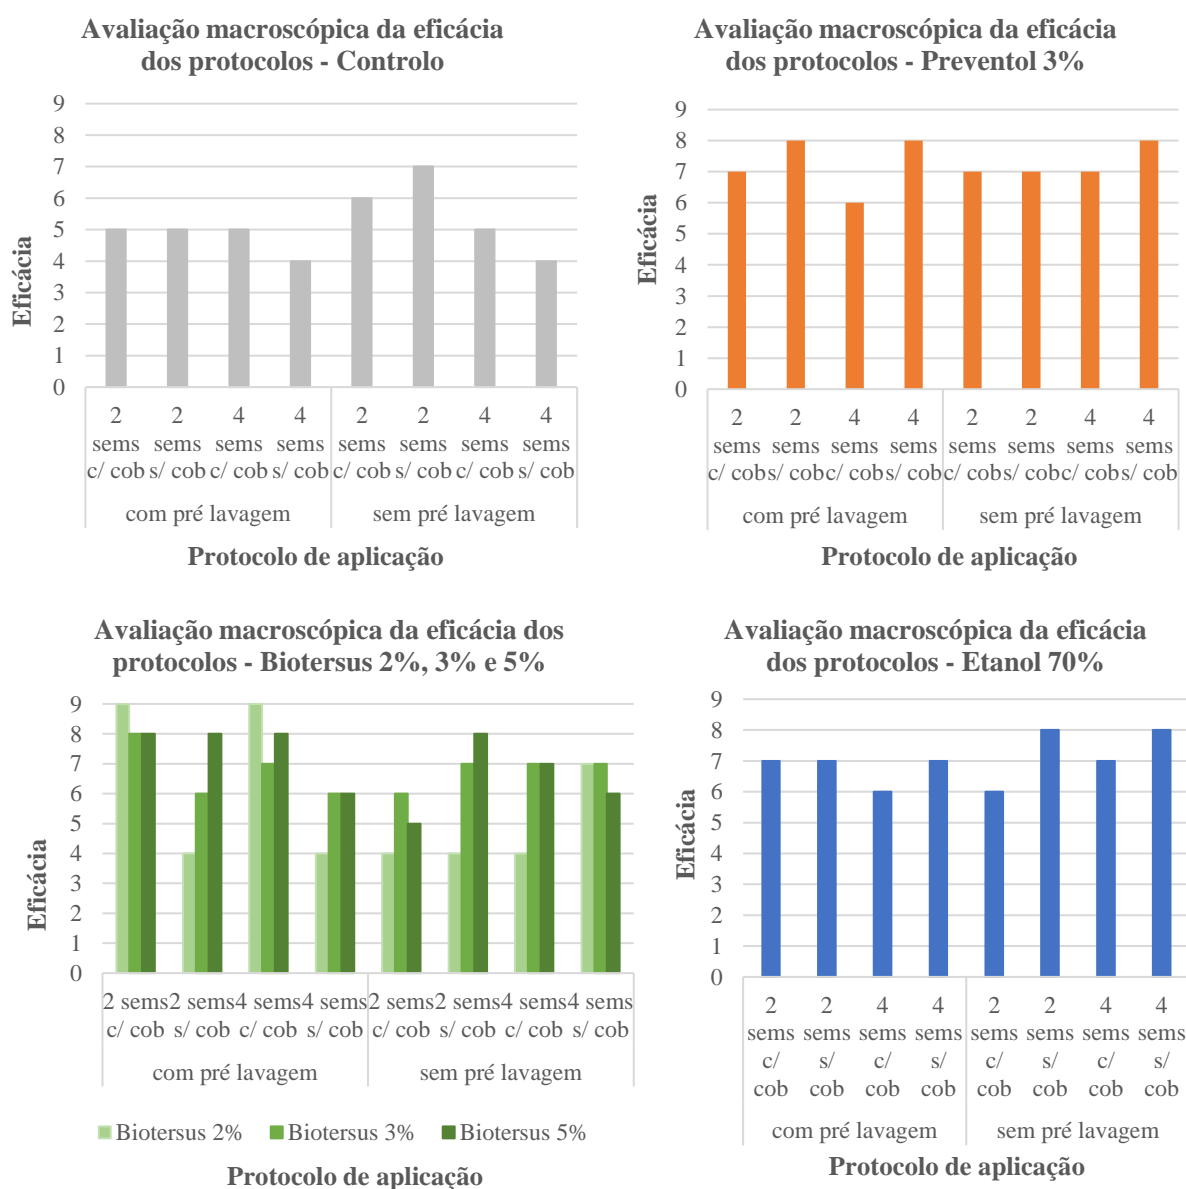 Avaliação macroscópica da eficácia
dos protocolos - Controlo
9
8
7
6
5
4
3
2
1
0
Eficácia
2 2 4 4 2 2 4 4
sems sems sems sems sems sems sems sems
c/ cob s/ cob c/ cob s/ cob c/ cob s/ cob c/ cob s/ cob
com pré lavagem sem pré lavagem
Protocolo de aplicação
Avaliação macroscópica da eficácia
dos protocolos - Preventol 3%
9
8
7
6
5
4
3
2
1
0
Eficácia
2 2 4 4 2 2 4 4
sems sems sems sems sems sems sems sems
c/ cob s/ cob c/ cob s/ cob c/ cob s/ cob c/ cob s/ cob
com pré lavagem sem pré lavagem
Protocolo de aplicação
Avaliação macroscópica da eficácia dos
protocolos - Biotersus 2%, 3% e 5%
9
8
7
6
5
4
3
2
1
0
Eficácia
2 sems 2 sems 4 sems 4 sems 2 sems 2 sems 4 sems 4 sems
c/ cob s/ cob c/ cob s/ cob c/ cob s/ cob c/ cob s/ cob
com pré lavagem sem pré lavagem
Biotersus 2% Biotersus 3% Biotersus 5%
Protocolo de aplicação
Avaliação macroscópica da eficácia
dos protocolos - Etanol 70%
9
8
7
6
5
4
3
2
1
0
Eficácia
2 2 4 4 2 2 4 4
sems sems sems sems sems sems sems sems
c/ s/ c/ s/ c/ s/ c/ s/
cob cob cob cob cob cob cob cob
com pré lavagem sem pré lavagem
Protocolo de aplicação